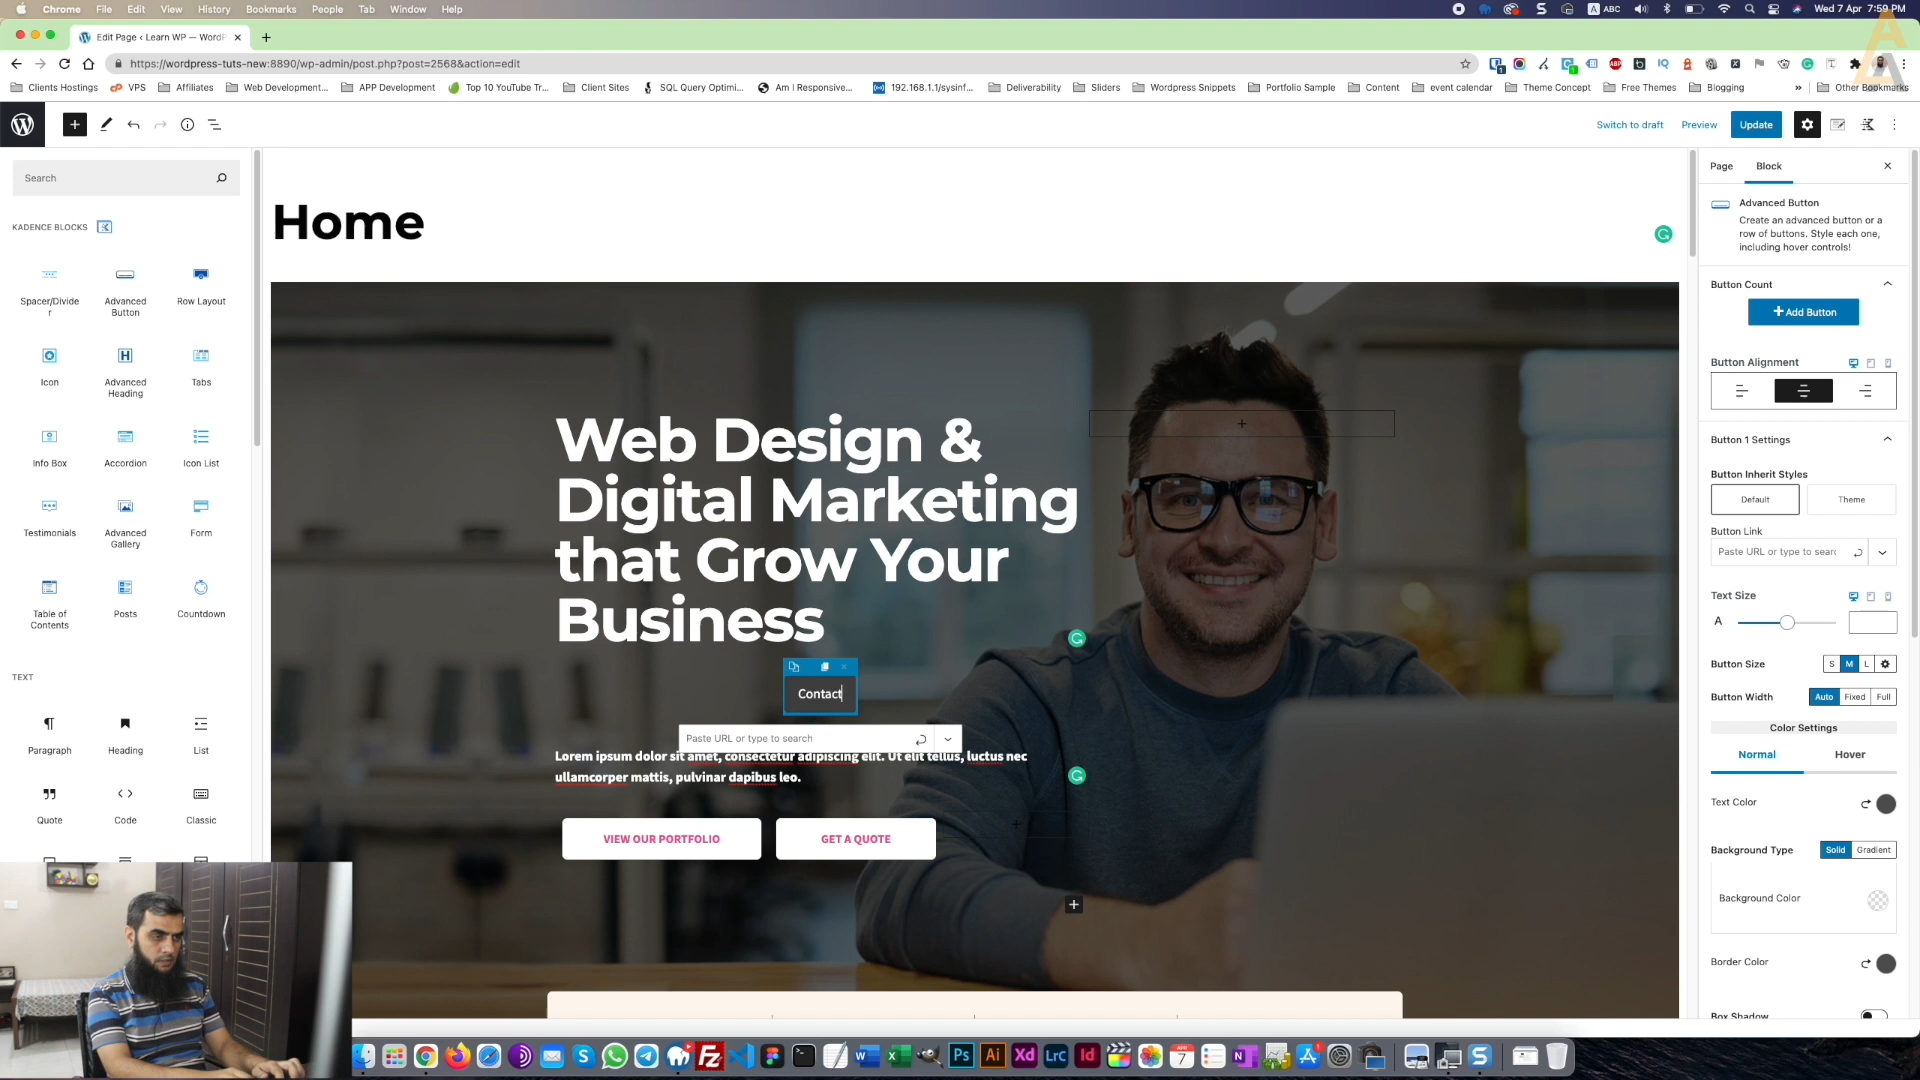 Chrome File Edit View History Bookmarks People Tab Window Help
ABC Wed 7 Apr 7:59 PM
Edit Page ‹ Learn WP — WordP
https://wordpress-tuts-new:8890/wp-admin/post.php?post=2568&action=edit
Clients Hostings VPS Affiliates Web Development... APP Development Top 10 YouTube Tr... Client Sites SQL Query Optimi... Am I Responsive... 192.168.1.1/sysinf... Deliverability Sliders Wordpress Snippets Portfolio Sample Content event calendar Theme Concept Free Themes Blogging » Other Bookmarks
Switch to draft Preview Update
Search
KADENCE BLOCKS
Spacer/Divide
r
Advanced
Button
Row Layout
Icon
Advanced
Heading
Tabs
Info Box
Accordion
Icon List
Testimonials
Advanced
Gallery
Form
Table of
Contents
Posts
Countdown
TEXT
Paragraph
Heading
List
Quote
Code
Classic
Home
Web Design &
Digital Marketing
that Grow Your
Business
Contact
Paste URL or type to search
Lorem ipsum dolor sit amet, consectetur adipiscing elit. Ut elit tellus, luctus nec
ullamcorper mattis, pulvinar dapibus leo.
VIEW OUR PORTFOLIO
GET A QUOTE
Page Block
Advanced Button
Create an advanced button or a
row of buttons. Style each one,
including hover controls!
Button Count
Add Button
Button Alignment
Button 1 Settings
Button Inherit Styles
Default Theme
Button Link
Paste URL or type to searc
Text Size
A
Button Size S M L
Button Width Auto Fixed Full
Color Settings
Normal Hover
Text Color
Background Type Solid Gradient
Background Color
Border Color
Box Shadow